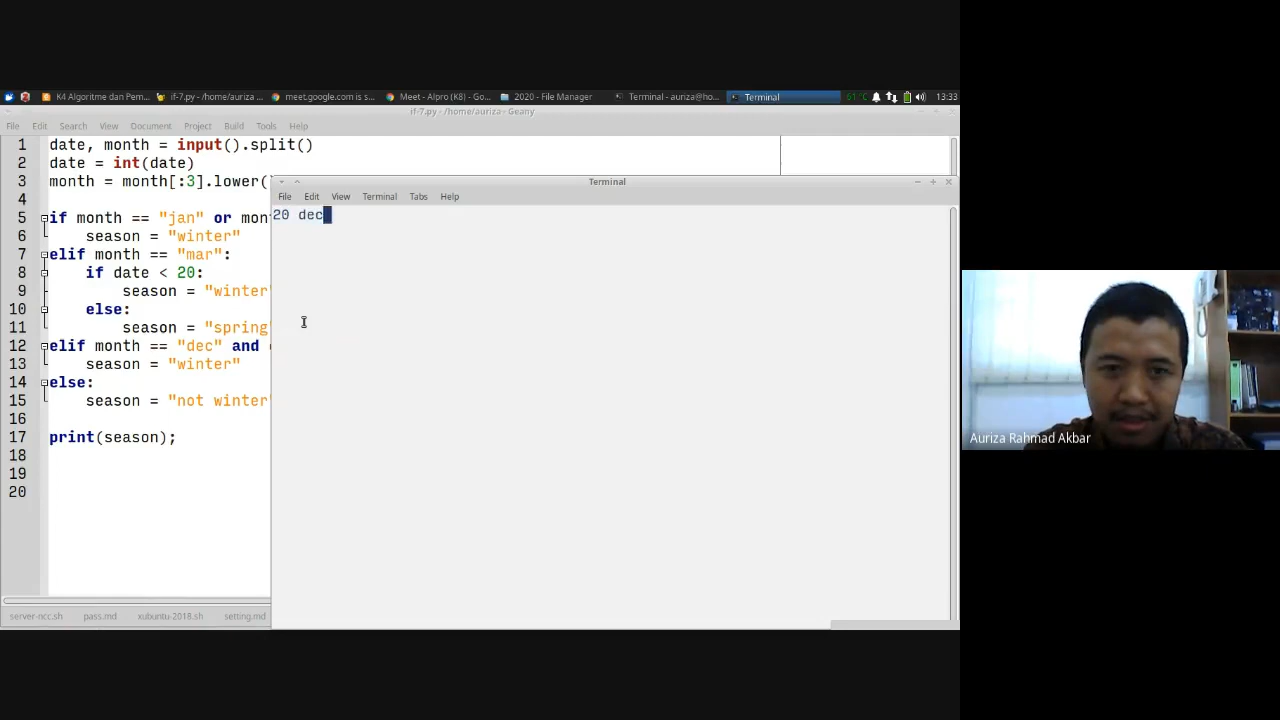 K4 Algoritme dan Pem... if-7.py - /home/auriza ... meet.google.com is s... Meet - Alpro (K8) - Go... 2020 - File Manager Terminal - auriza@ho... Terminal 61°C 13:33
if-7.py - /home/auriza - Geany
File Edit Search View Document Project Build Tools Help
1 date, month = input().split()
2 date = int(date)
3 month = month[:3].lower(
4
5 if month == "jan" or mon
6 season = "winter"
7 elif month == "mar":
8 if date < 20:
9 season = "winter"
10 else:
11 season = "spring"
12 elif month == "dec" and
13 season = "winter"
14 else:
15 season = "not winter"
16
17 print(season);
18
19
20
server-ncc.sh pass.md xubuntu-2018.sh setting.md
Terminal
File Edit View Terminal Tabs Help
20 dec
Auriza Rahmad Akbar